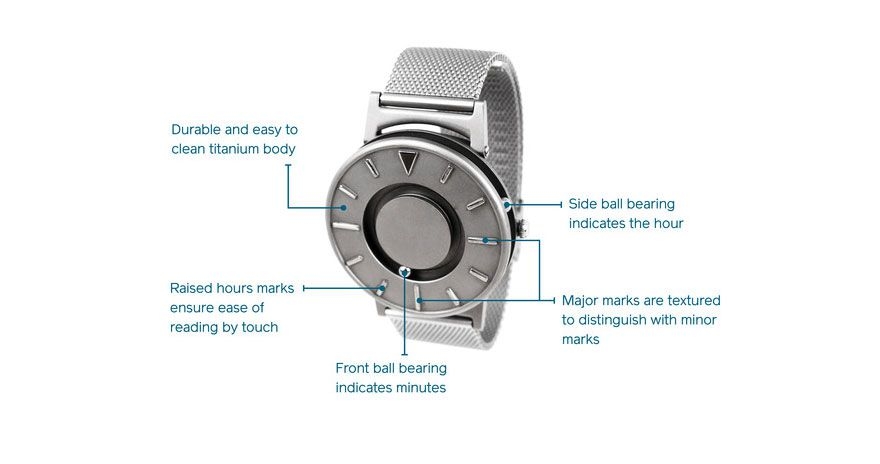 Durable and easy to
clean titanium body
Side ball bearing
indicates the hour
Raised hours marks
ensure ease of
reading by touch
Major marks are textured
to distinguish with minor
marks
Front ball bearing
indicates minutes